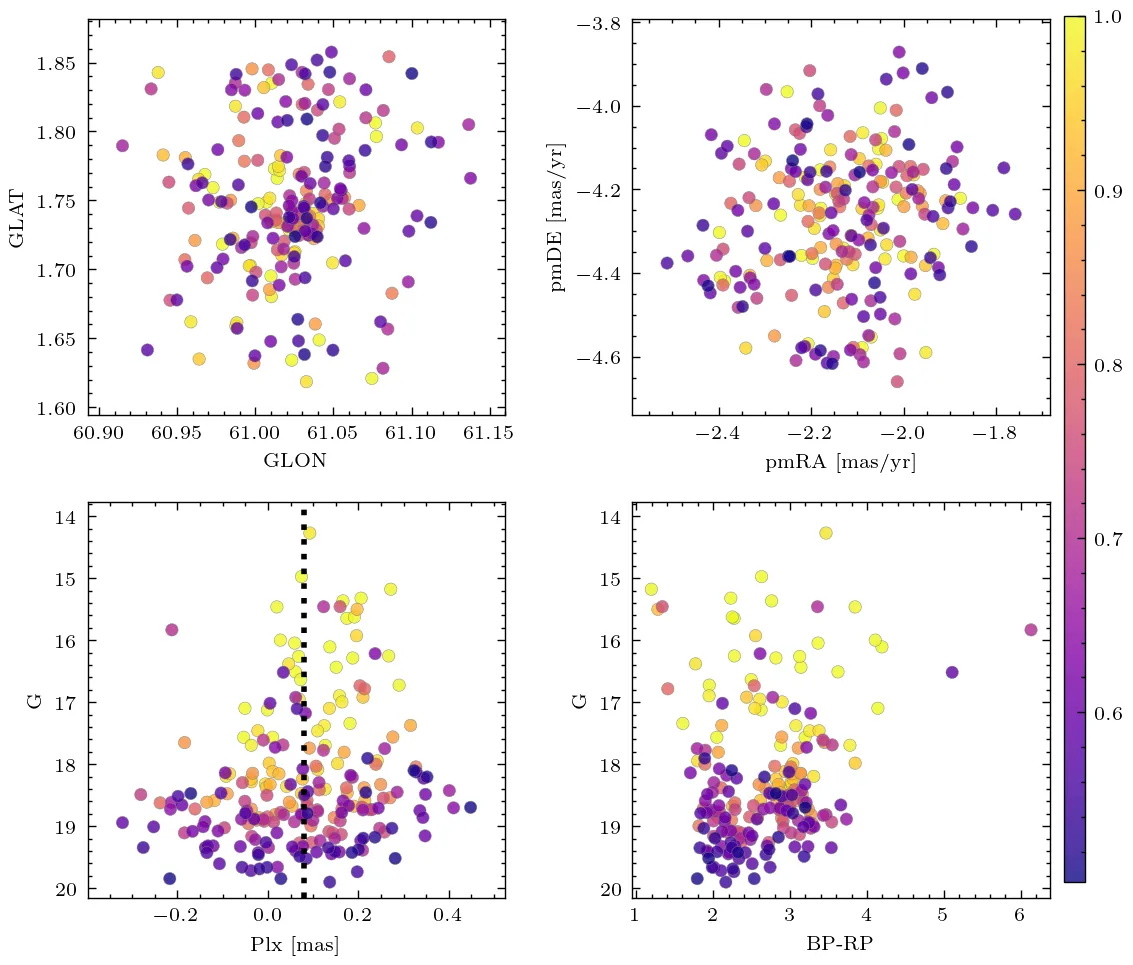 1.85
1.80
1.75
1.70
1.65
1.60
GLAT
60.90 60.95 61.00 61.05 61.10 61.15
GLON
−3.8
−4.0
−4.2
−4.4
−4.6
pmDE [mas/yr]
−2.4 −2.2 −2.0 −1.8
pmRA [mas/yr]
1.0
0.9
0.8
0.7
0.6
14
15
16
17
18
19
20
G
−0.2 0.0 0.2 0.4
Plx [mas]
14
15
16
17
18
19
20
G
1 2 3 4 5 6
BP-RP